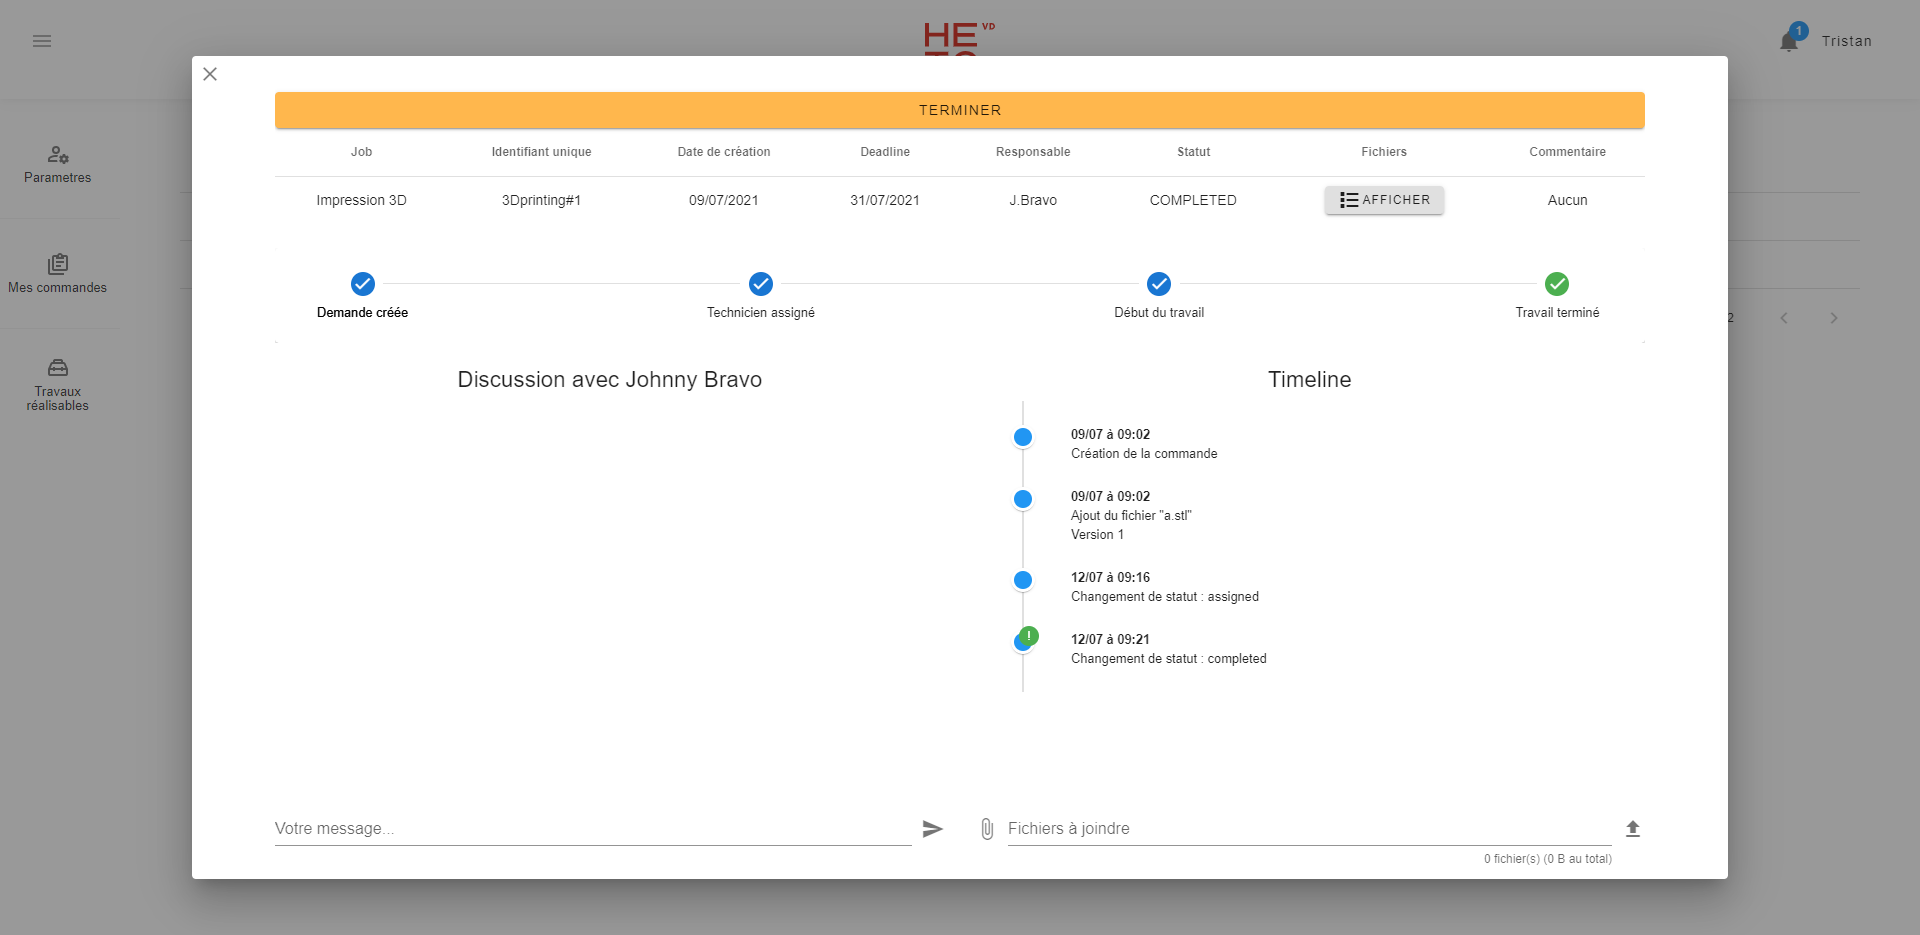 HE VD
1
Tristan
TERMINER
Job Identifiant unique Date de création Deadline Responsable Statut Fichiers Commentaire
Impression 3D 3Dprinting#1 09/07/2021 31/07/2021 J.Bravo COMPLETED AFFICHER Aucun
Parametres
Mes commandes
Travaux
réalisables
Demande créée Technicien assigné Début du travail Travail terminé
2
Discussion avec Johnny Bravo
Timeline
09/07 à 09:02
Création de la commande
09/07 à 09:02
Ajout du fichier "a.stl"
Version 1
12/07 à 09:16
Changement de statut : assigned
!
12/07 à 09:21
Changement de statut : completed
Votre message...
Fichiers à joindre
0 fichier(s) (0 B au total)